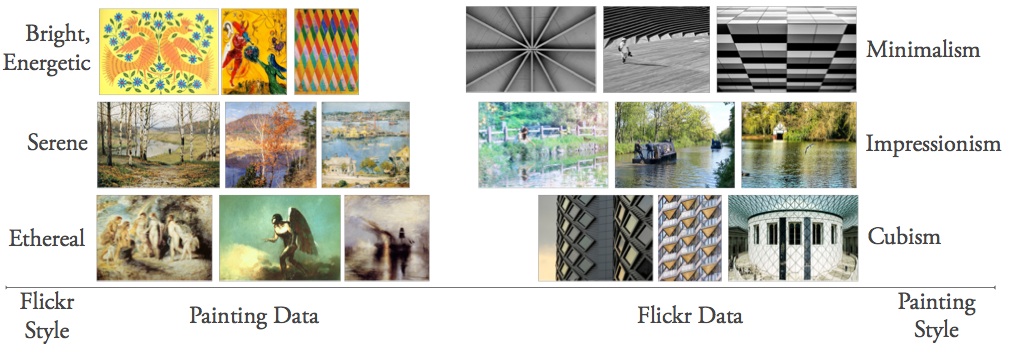 Bright,
Energetic
Minimalism
Serene
Impressionism
Ethereal
Cubism
Flickr
Style
Painting Data
Flickr Data
Painting
Style